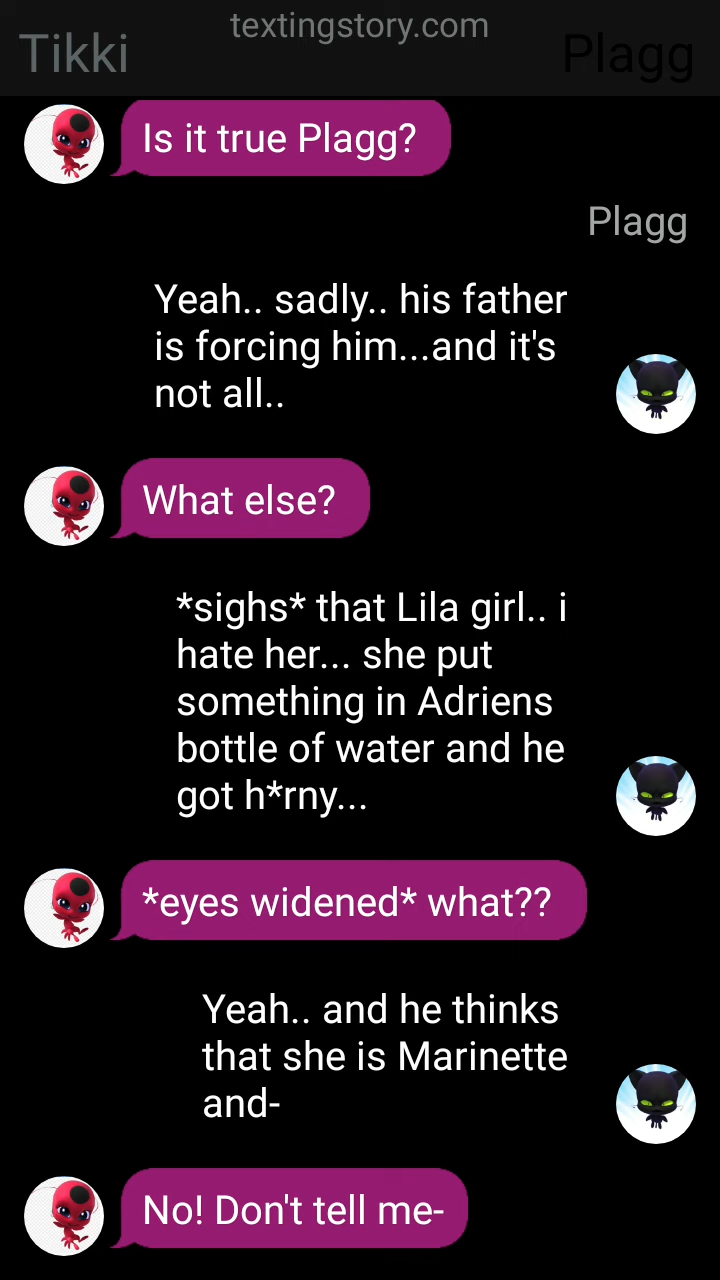 textingstory.com
Tikki
Plagg
Is it true Plagg?
Plagg
Yeah.. sadly.. his father
is forcing him...and it's
not all..
What else?
*sighs* that Lila girl.. i
hate her... she put
something in Adriens
bottle of water and he
got h*rny...
*eyes widened* what??
Yeah.. and he thinks
that she is Marinette
and-
No! Don't tell me-